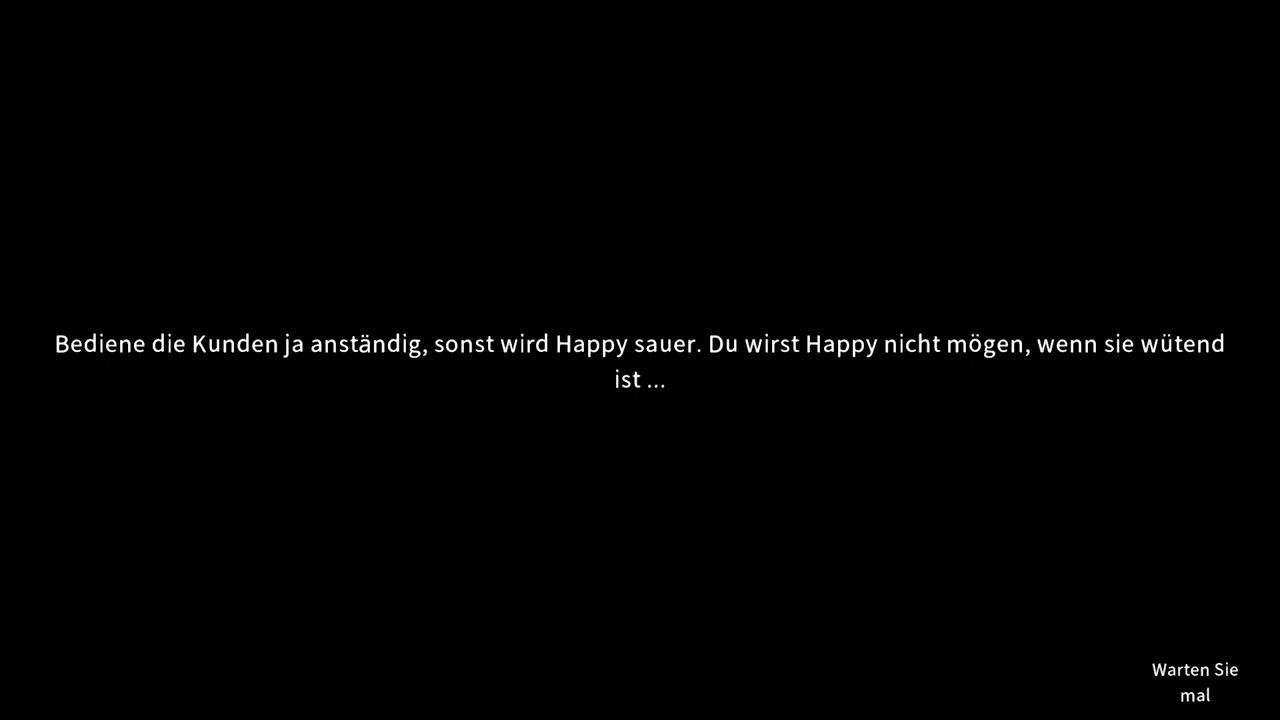 Bediene die Kunden ja anständig, sonst wird Happy sauer. Du wirst Happy nicht mögen, wenn sie wütend
ist ...
Warten Sie
mal